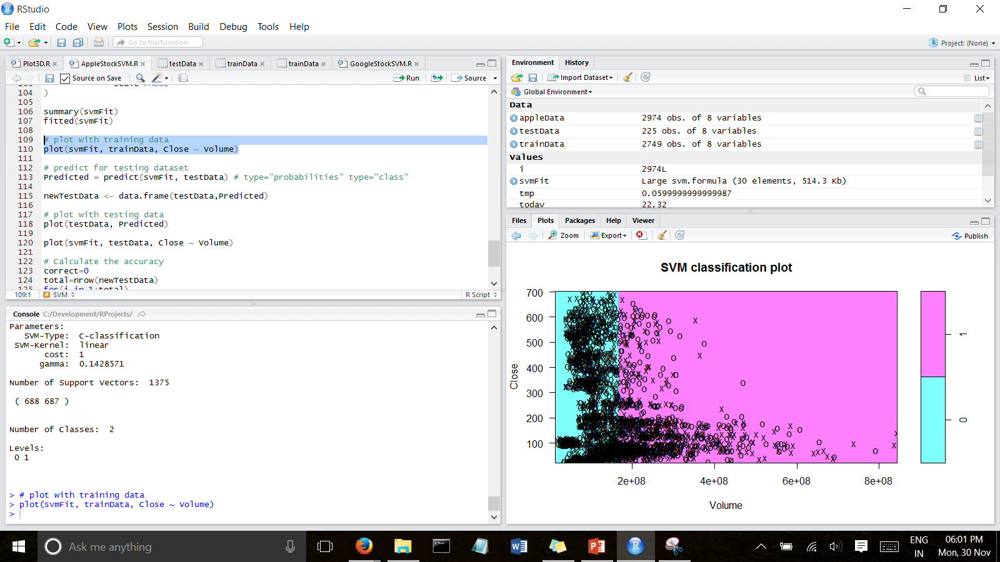 RStudio
File Edit Code View Plots Session Build Debug Tools Help
Go to file/function
Project: (None)
Plot3D.R
AppleStockSVM.R
testData
trainData
trainData
GoogleStockSVM.R
Source on Save
Run
Source
104 )
105
106 summary(svmFit)
107 fitted(svmFit)
108
109 # plot with training data
110 plot(svmFit, trainData, Close ~ Volume)
111
112 # predict for testing dataset
113 Predicted = predict(svmFit, testData) # type="probabilities" type="class"
114
115 newTestData <- data.frame(testData,Predicted)
116
117 # plot with testing data
118 plot(testData, Predicted)
119
120 plot(svmFit, testData, Close ~ Volume)
121
122 # Calculate the accuracy
123 correct=0
124 total=nrow(newTestData)
125 for(i in 1:total)
109:1 # SVM R Script
Console C:/Development/RProjects/
Parameters:
SVM-Type: C-classification
SVM-Kernel: linear
cost: 1
gamma: 0.1428571
Number of Support Vectors: 1375
( 688 687 )
Number of Classes: 2
Levels:
0 1
> # plot with training data
> plot(svmFit, trainData, Close ~ Volume)
>
Environment History
Import Dataset
List
Global Environment
Data
appleData 2974 obs. of 8 variables
testData 225 obs. of 8 variables
trainData 2749 obs. of 8 variables
Values
i 2974L
svmFit Large svm.formula (30 elements, 514.3 Kb)
tmp 0.0599999999999987
today 22.32
Files Plots Packages Help Viewer
Zoom Export Publish
SVM classification plot
700
600
500
400
300
200
100
Close
2e+08 4e+08 6e+08 8e+08
Volume
1
0
Ask me anything
ENG
IN
06:01 PM
Mon, 30 Nov